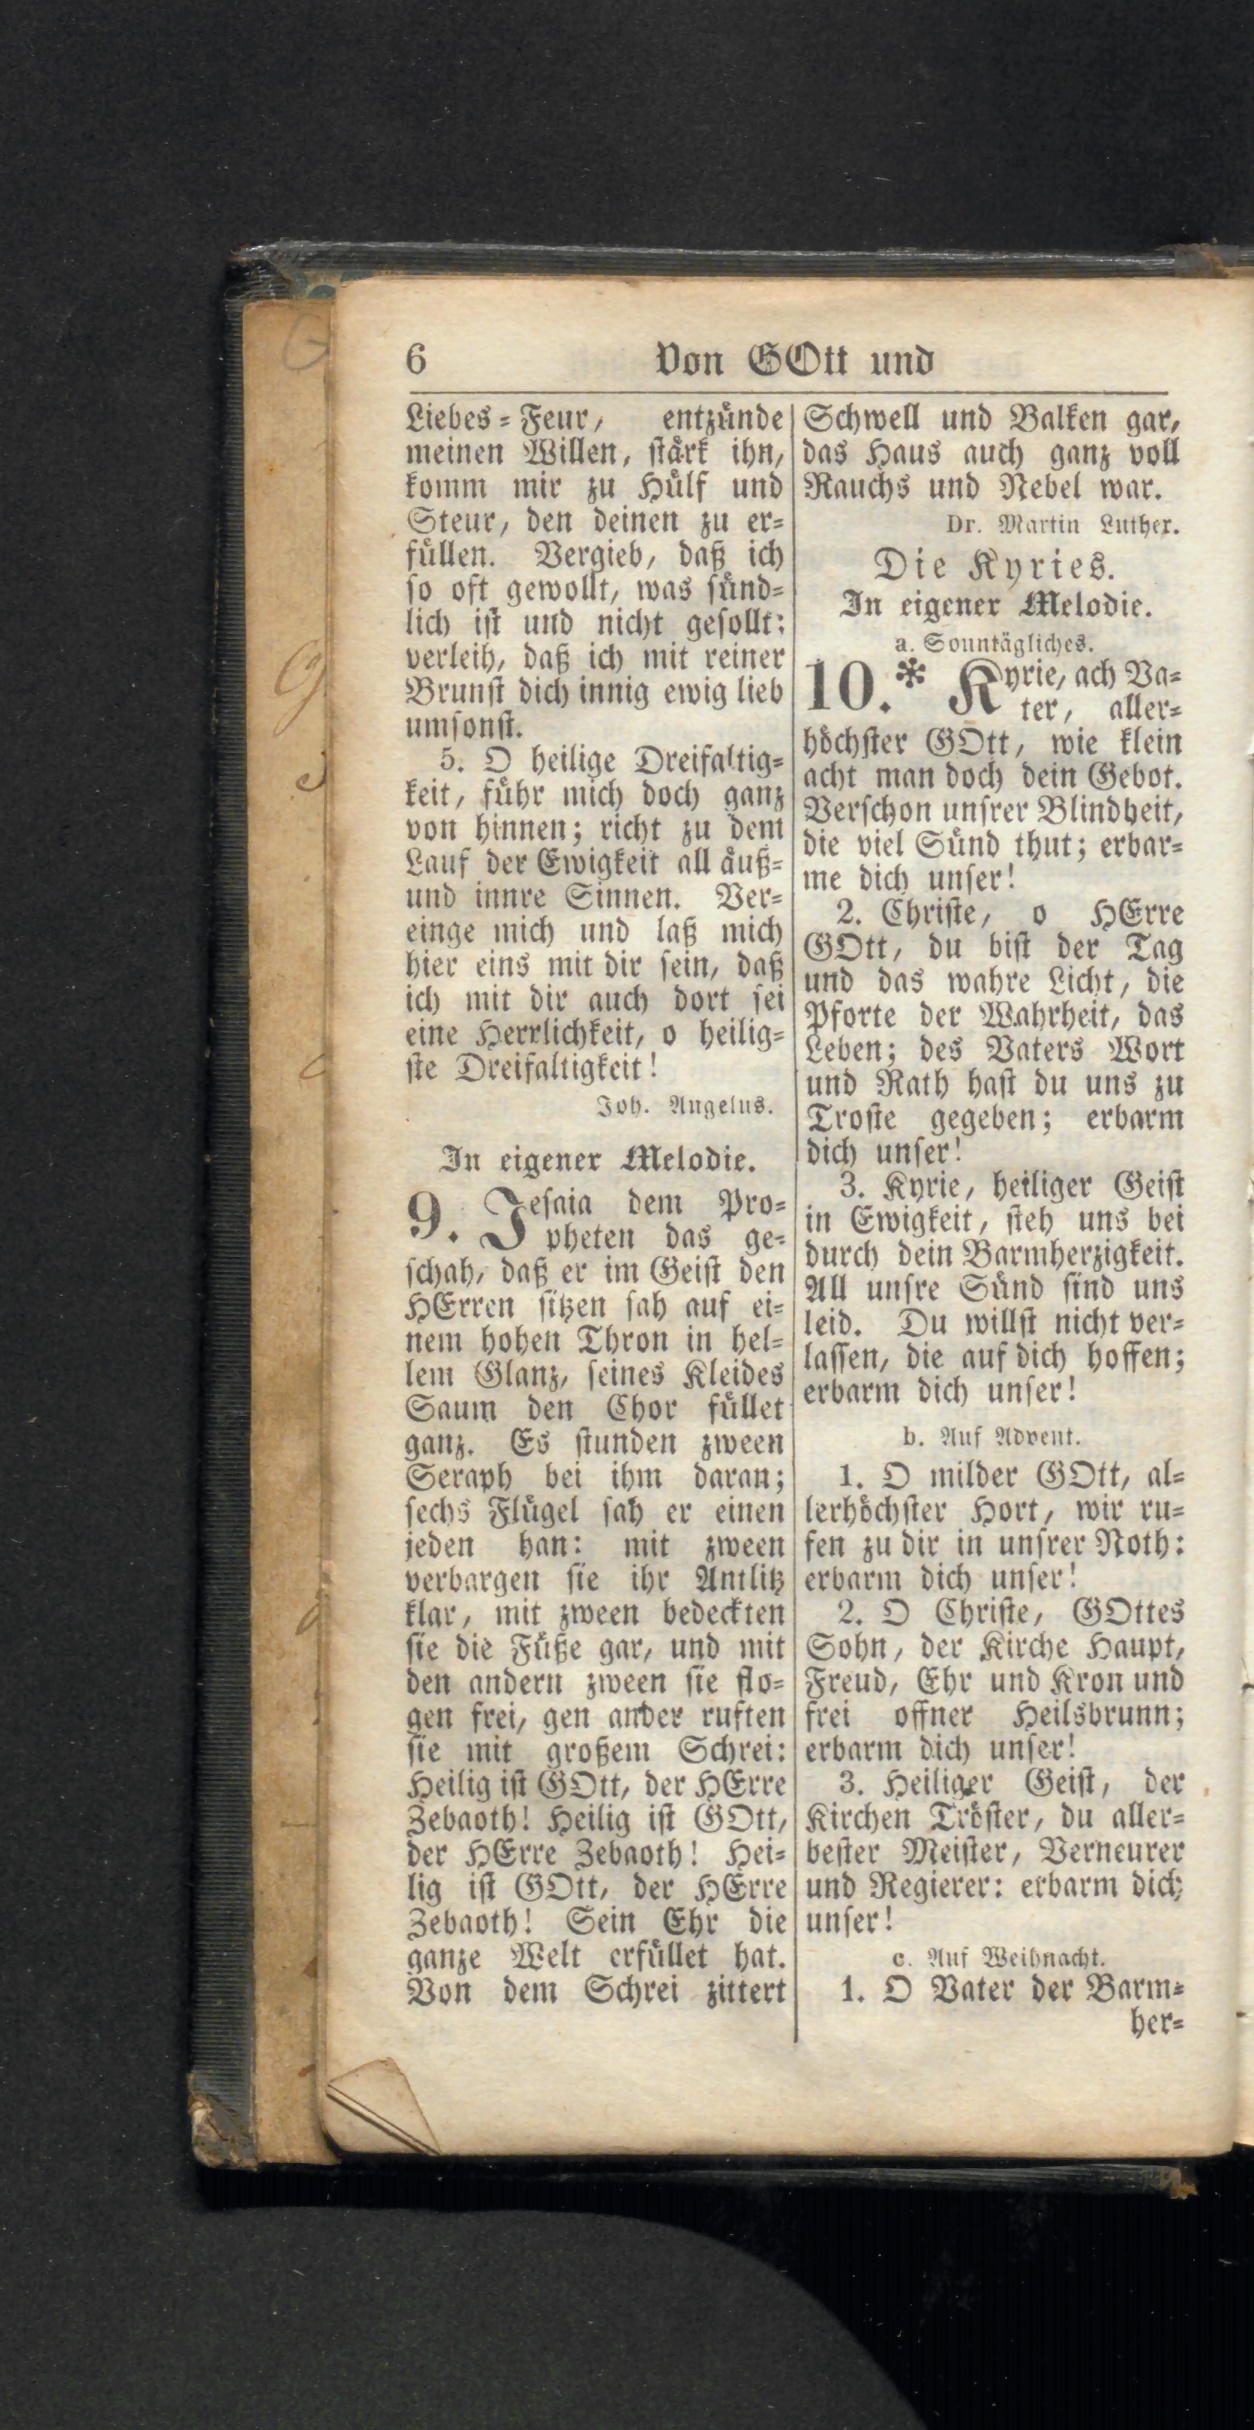 6
Von GOtt und
Liebes=Feur, entzünde
meinen Willen, stärk ihn,
komm mir zu Hülf und
Steur, den deinen zu er=
füllen. Vergieb, daß ich
so oft gewollt, was sünd=
lich ist und nicht gesollt:
verleih, daß ich mit reiner
Brunst dich innig ewig lieb
umsonst.
5. O heilige Dreifaltig=
keit, führ mich doch ganz
von hinnen; richt zu dem
Lauf der Ewigkeit all äuß=
und innre Sinnen. Ver=
einge mich und laß mich
hier eins mit dir sein, daß
ich mit dir auch dort sei
eine Herrlichkeit, o heilig=
ste Dreifaltigkeit!
Joh. Angelus.
In eigener Melodie.
9. Jesaia dem Pro=
pheten das ge=
schah, daß er im Geist den
HErren sitzen sah auf ei=
nem hohen Thron in hel=
lem Glanz, seines Kleides
Saum den Chor füllet
ganz. Es stunden zween
Seraph bei ihm daran;
sechs Flügel sah er einen
jeden han: mit zween
verbargen sie ihr Antlitz
klar, mit zween bedeckten
sie die Füße gar, und mit
den andern zween sie flo=
gen frei, gen ander ruften
sie mit großem Schrei:
Heilig ist GOtt, der HErre
Zebaoth! Heilig ist GOtt,
der HErre Zebaoth! Hei=
lig ist GOtt, der HErre
Zebaoth! Sein Ehr die
ganze Welt erfüllet hat.
Von dem Schrei zittert
Schwell und Balken gar,
das Haus auch ganz voll
Rauchs und Nebel war.
Dr. Martin Luther.
Die Kyries.
In eigener Melodie.
a. Sonntägliches.
10.* Kyrie, ach Va=
ter, aller=
höchster GOtt, wie klein
acht man doch dein Gebot.
Verschon unsrer Blindheit,
die viel Sünd thut; erbar=
me dich unser!
2. Christe, o HErre
GOtt, du bist der Tag
und das wahre Licht, die
Pforte der Wahrheit, das
Leben; des Vaters Wort
und Rath hast du uns zu
Troste gegeben; erbarm
dich unser!
3. Kyrie, heiliger Geist
in Ewigkeit, steh uns bei
durch dein Barmherzigkeit.
All unsre Sünd sind uns
leid. Du willst nicht ver=
lassen, die auf dich hoffen;
erbarm dich unser!
b. Auf Advent.
1. O milder GOtt, al=
lerhöchster Hort, wir ru=
fen zu dir in unsrer Noth:
erbarm dich unser!
2. O Christe, GOttes
Sohn, der Kirche Haupt,
Freud, Ehr und Kron und
frei offner Heilsbrunn;
erbarm dich unser!
3. Heiliger Geist, der
Kirchen Tröster, du aller=
bester Meister, Verneurer
und Regierer: erbarm dich
unser!
c. Auf Weihnacht.
1. O Vater der Barm=
her=